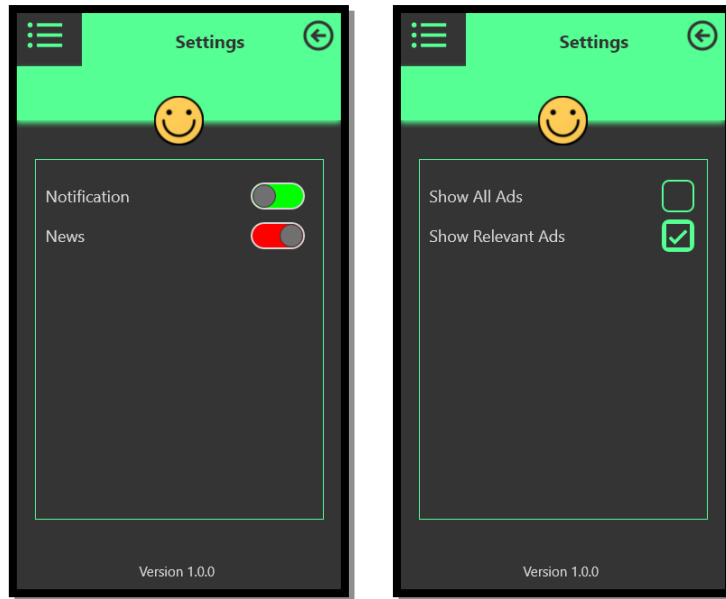 Settings
Notification
News
Version 1.0.0
Settings
Show All Ads
Show Relevant Ads
Version 1.0.0